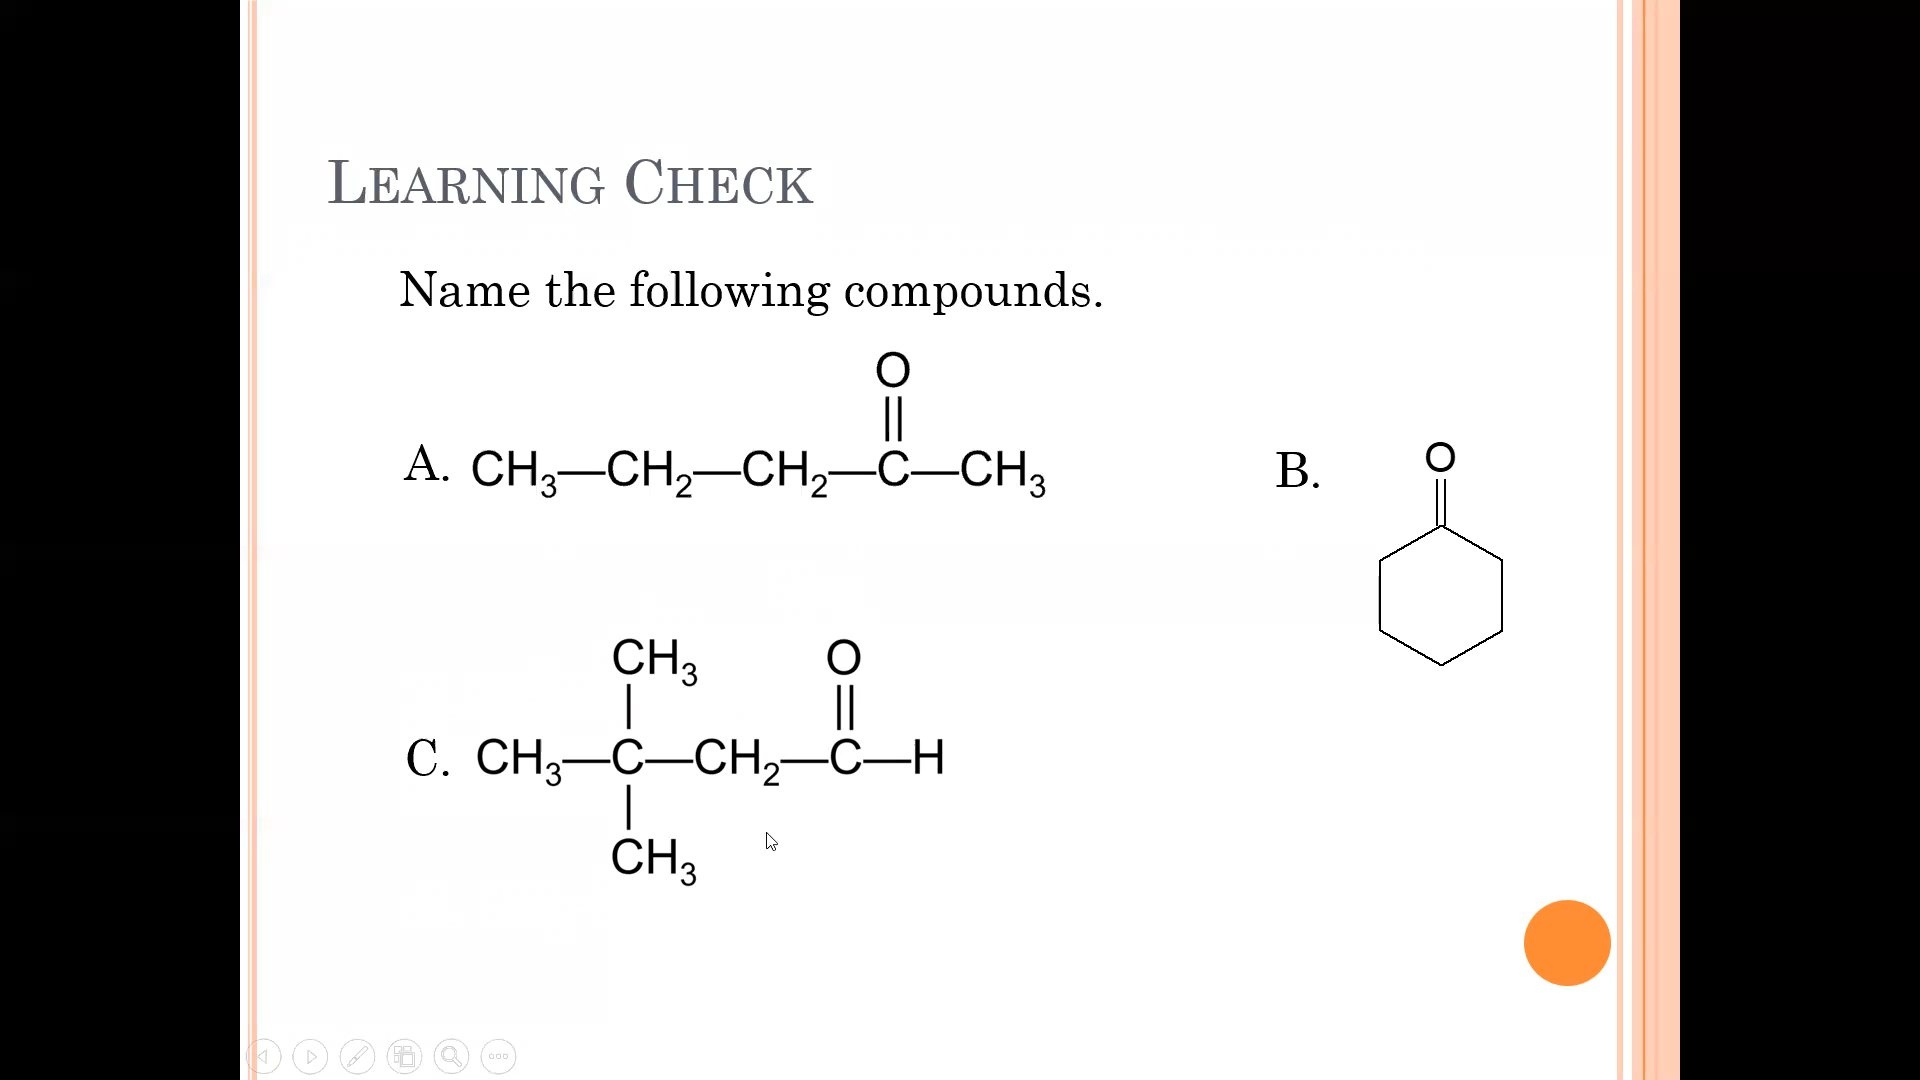 LEARNING CHECK
Name the following compounds.
O
A. CH₃—CH₂—CH₂—C—CH₃
B.
O
CH₃ O
C. CH₃—C—CH₂—C—H
CH₃